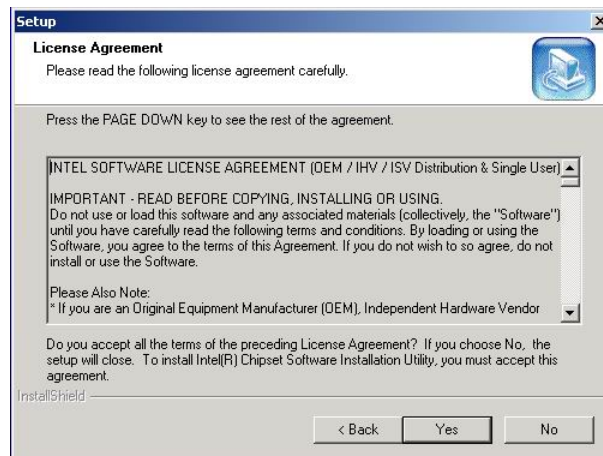 Setup
License Agreement
Please read the following license agreement carefully.
Press the PAGE DOWN key to see the rest of the agreement.
INTEL SOFTWARE LICENSE AGREEMENT (OEM / IHV / ISV Distribution & Single User)
IMPORTANT - READ BEFORE COPYING, INSTALLING OR USING.
Do not use or load this software and any associated materials (collectively, the "Software")
until you have carefully read the following terms and conditions. By loading or using the
Software, you agree to the terms of this Agreement. If you do not wish to so agree, do not
install or use the Software.
Please Also Note:
* If you are an Original Equipment Manufacturer (OEM), Independent Hardware Vendor
Do you accept all the terms of the preceding License Agreement? If you choose No, the
setup will close. To install Intel(R) Chipset Software Installation Utility, you must accept this
agreement.
InstallShield
< Back Yes No